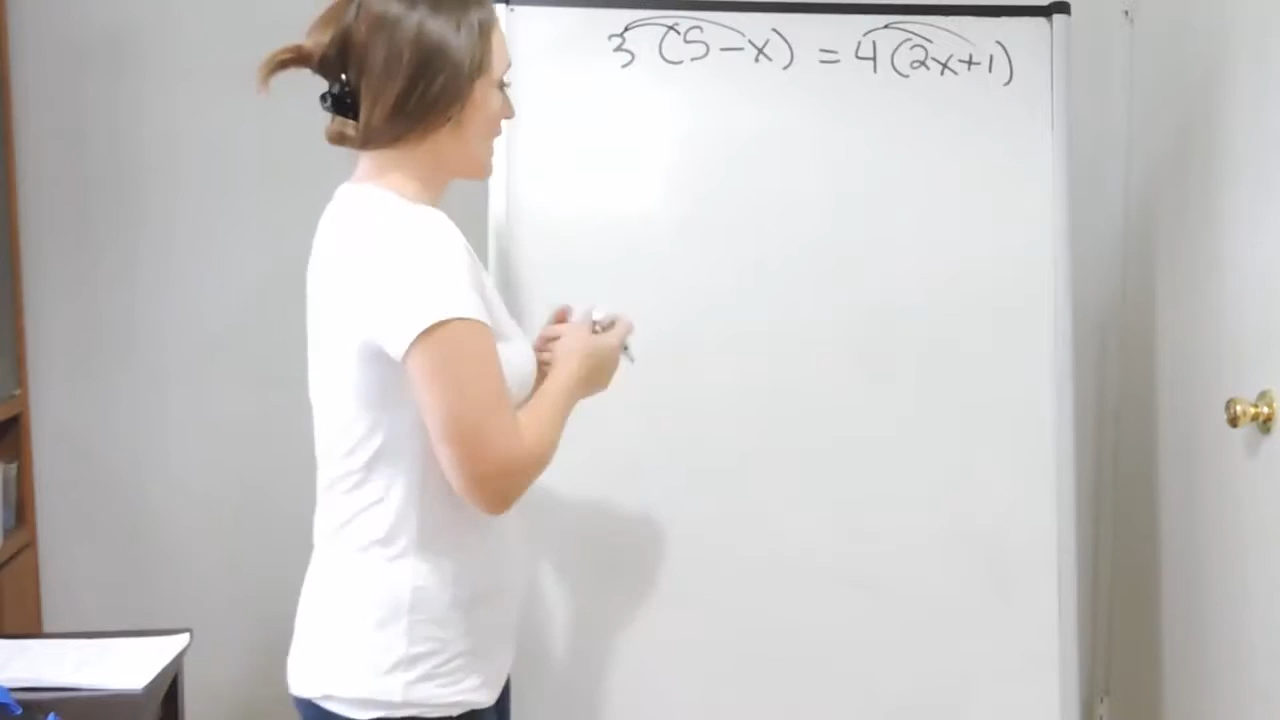 3(5-x) = 4(2x+1)